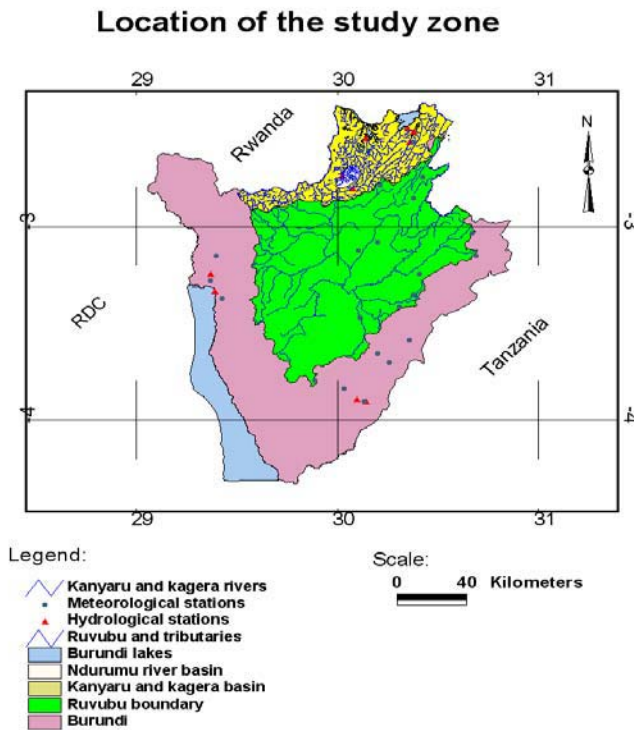 Location of the study zone
29 30 31
N
Rwanda
-3 -3
RDC
Tanzania
-4 -4
29 30 31
Legend:
Kanyaru and kagera rivers
Meteorological stations
Hydrological stations
Ruvubu and tributaries
Burundi lakes
Ndurumu river basin
Kanyaru and kagera basin
Ruvubu boundary
Burundi
Scale:
0 40 Kilometers